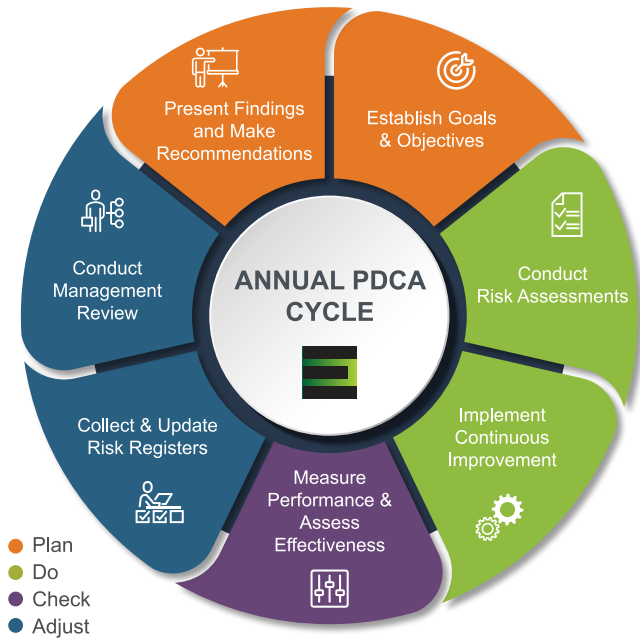 Present Findings
and Make
Recommendations
Establish Goals
& Objectives
Conduct
Risk Assessments
Implement
Continuous
Improvement
Measure
Performance &
Assess
Effectiveness
Collect & Update
Risk Registers
Conduct
Management
Review
ANNUAL PDCA
CYCLE
Plan
Do
Check
Adjust